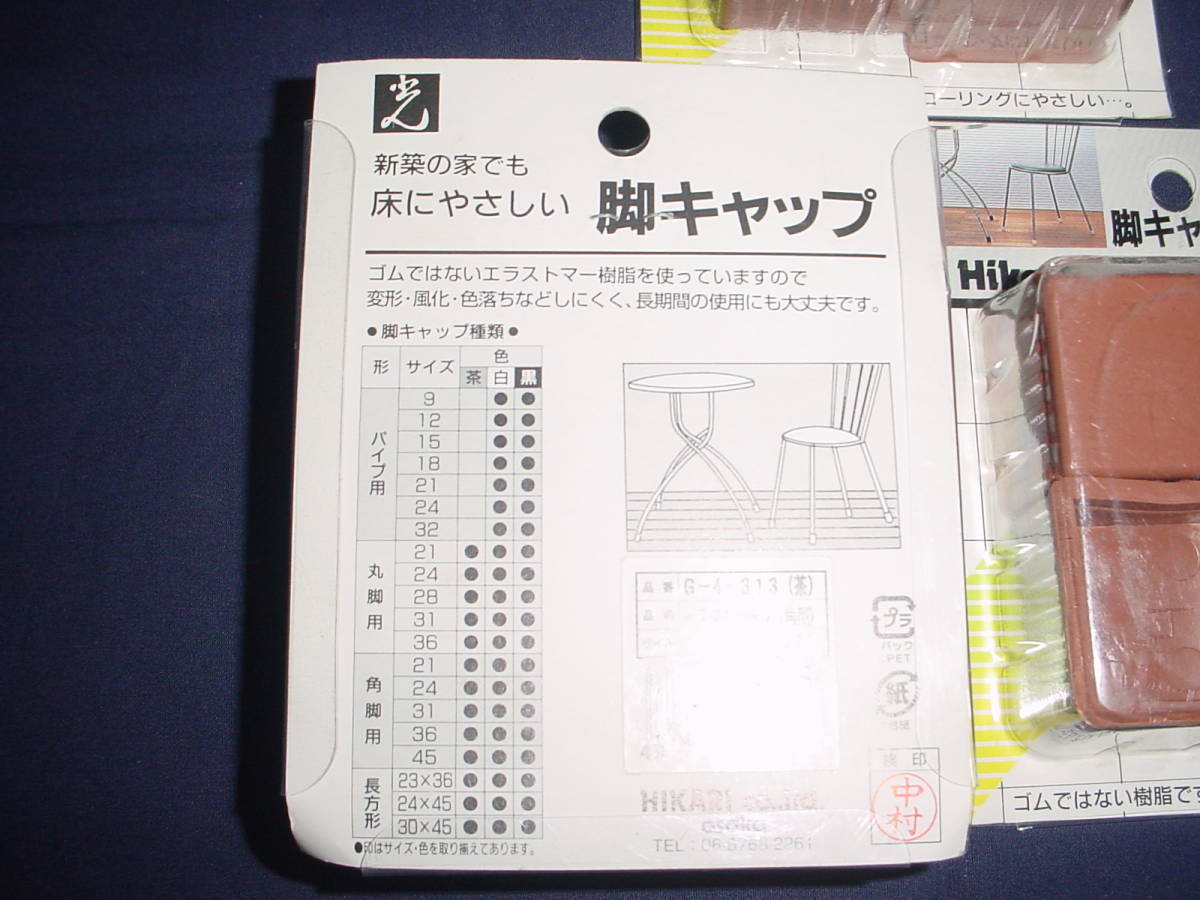 光
新築の家でも
床にやさしい 脚キャップ
ゴムではないエラストマー樹脂を使っていますので
変形・風化・色落ちなどしにくく、長期間の使用にも大丈夫です。
●脚キャップ種類●
形 サイズ 色
茶 白 黒
パイプ用
9 ● ●
12 ● ●
15 ● ●
18 ● ●
21 ● ●
24 ● ●
32 ● ●
丸脚用
21 ● ● ●
24 ● ● ●
28 ● ● ●
31 ● ● ●
36 ● ● ●
角脚用
21 ● ● ●
24 ● ● ●
31 ● ● ●
36 ● ● ●
45 ● ● ●
長方形
23×36 ● ● ●
24×45 ● ● ●
30×45 ● ● ●
●印はサイズ・色を取り揃えてあります。
品番 G-4-313(茶)
品名
サイズ
プラ
パック
:PET
紙
:台紙
検印
中村
HIKARI co.,ltd.
osaka
TEL:06-6768-2261
ローリングにやさしい…。
脚キャ
Hik
ゴムではない樹脂です